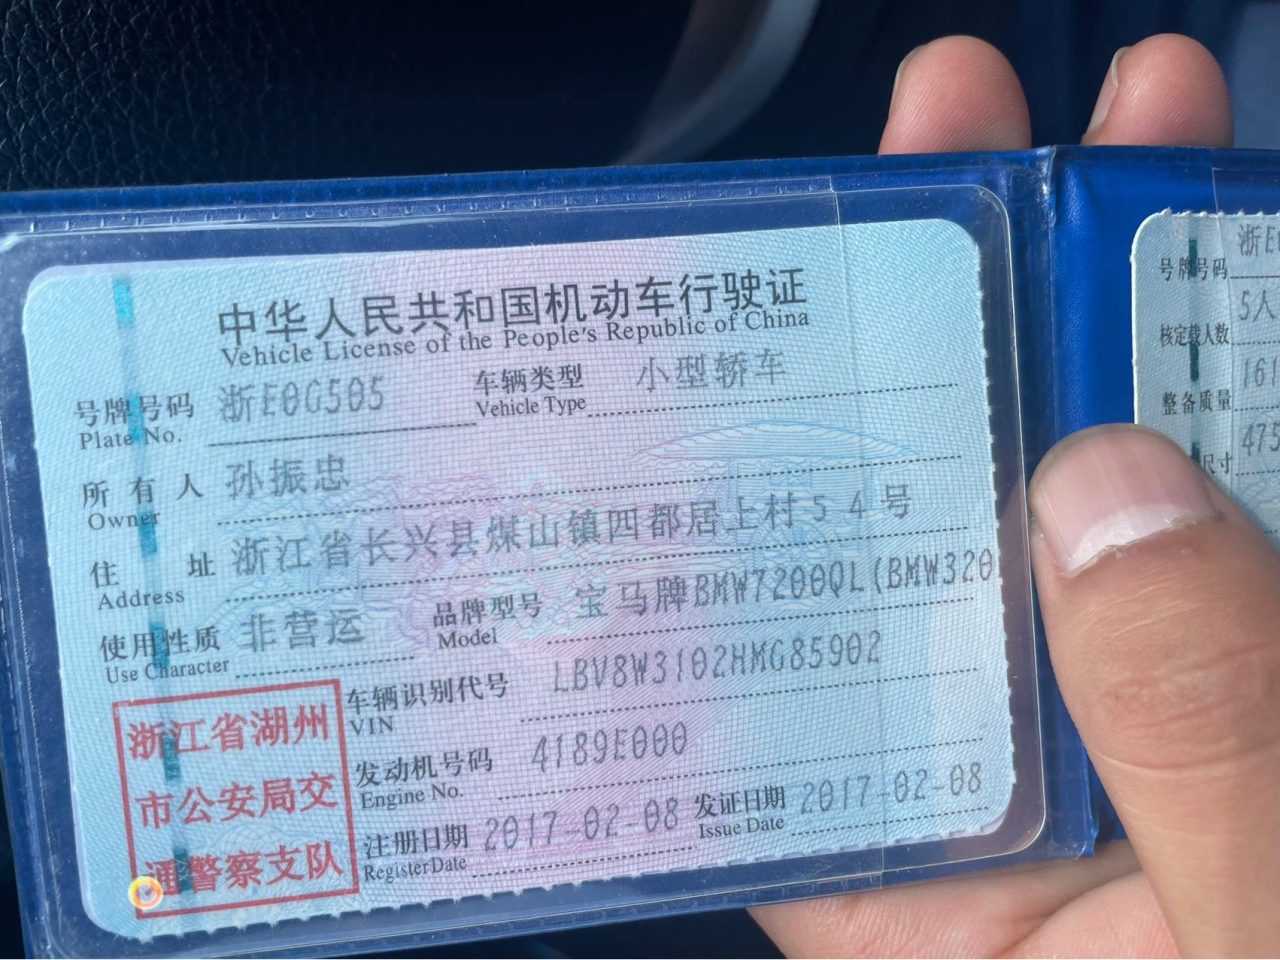 中华人民共和国机动车行驶证
Vehicle License of the People's Republic of China
号牌号码 浙E0G505 车辆类型 小型轿车
Plate No. Vehicle Type
所有人 孙振忠
Owner
住址 浙江省长兴县煤山镇四都居上村54号
Address
使用性质 非营运 品牌型号 宝马牌BMW7200QL(BMW320
Use Character Model
车辆识别代号 LBV8W3102HMG85902
VIN
发动机号码 4189E000
Engine No.
注册日期 2017-02-08 发证日期 2017-02-08
Register Date Issue Date
浙江省湖州
市公安局交
通警察支队
号牌号码 浙E
核定载人数 5人
整备质量 161
尺寸 475